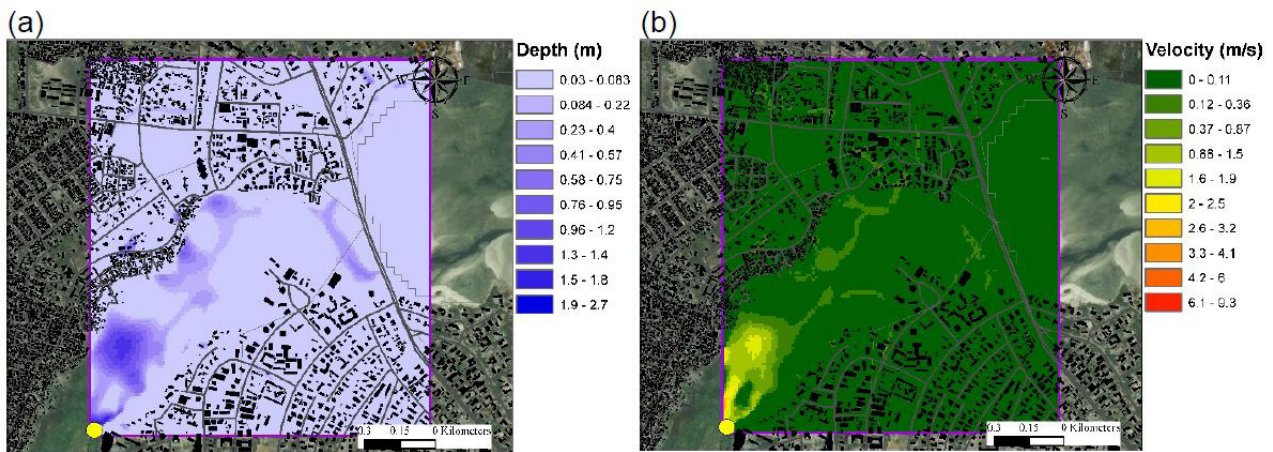 (a)
Depth (m)
0.03 - 0.083
0.084 - 0.22
0.23 - 0.4
0.41 - 0.57
0.58 - 0.75
0.76 - 0.95
0.96 - 1.2
1.3 - 1.4
1.5 - 1.8
1.9 - 2.7
W E
S
0.3 0.15 0 Kilometers
(b)
Velocity (m/s)
0 - 0.11
0.12 - 0.36
0.37 - 0.87
0.88 - 1.5
1.6 - 1.9
2 - 2.5
2.6 - 3.2
3.3 - 4.1
4.2 - 6
6.1 - 9.3
W E
S
0.3 0.15 0 Kilometers